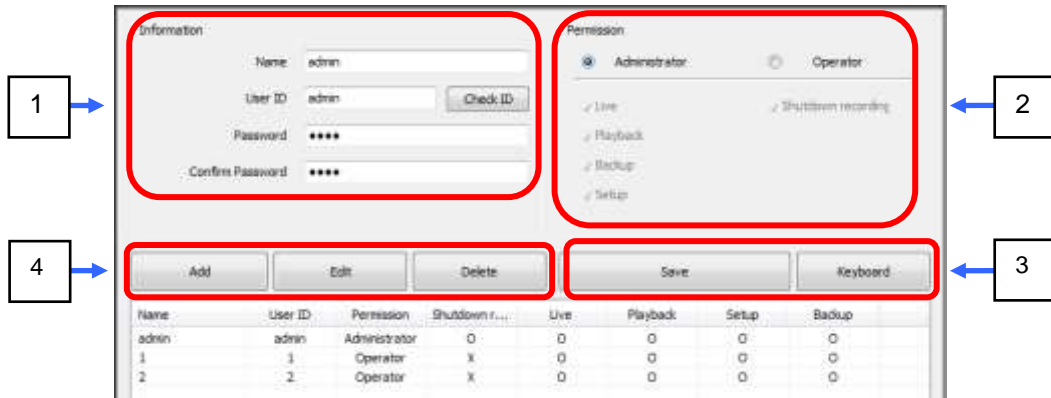 Information
Permission
Name admin
Administrator Operator
1
User ID admin Check ID
Live Shutdown recording
2
Password ••••
Playback
Confirm Password ••••
Backup
Setup
4
Add Edit Delete Save Keyboard
3
Name User ID Permission Shutdown r... Live Playback Setup Backup
admin admin Administrator O O O O O
1 1 Operator X O O O O
2 2 Operator X O O O O